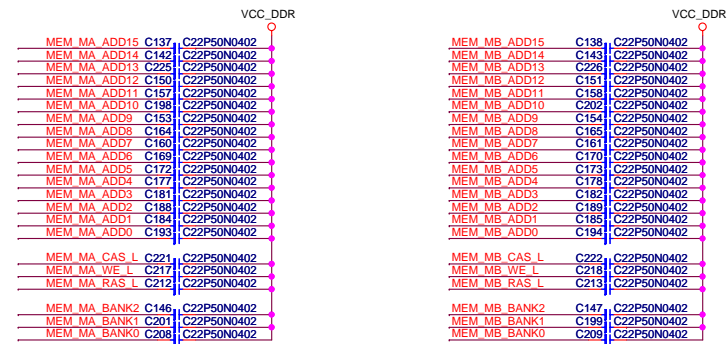 VCC_DDR VCC_DDR
MEM_MA_ADD15 C137 C22P50N0402 MEM_MB_ADD15 C138 C22P50N0402
MEM_MA_ADD14 C142 C22P50N0402 MEM_MB_ADD14 C143 C22P50N0402
MEM_MA_ADD13 C225 C22P50N0402 MEM_MB_ADD13 C226 C22P50N0402
MEM_MA_ADD12 C150 C22P50N0402 MEM_MB_ADD12 C151 C22P50N0402
MEM_MA_ADD11 C157 C22P50N0402 MEM_MB_ADD11 C158 C22P50N0402
MEM_MA_ADD10 C198 C22P50N0402 MEM_MB_ADD10 C202 C22P50N0402
MEM_MA_ADD9 C153 C22P50N0402 MEM_MB_ADD9 C154 C22P50N0402
MEM_MA_ADD8 C164 C22P50N0402 MEM_MB_ADD8 C165 C22P50N0402
MEM_MA_ADD7 C160 C22P50N0402 MEM_MB_ADD7 C161 C22P50N0402
MEM_MA_ADD6 C169 C22P50N0402 MEM_MB_ADD6 C170 C22P50N0402
MEM_MA_ADD5 C172 C22P50N0402 MEM_MB_ADD5 C173 C22P50N0402
MEM_MA_ADD4 C177 C22P50N0402 MEM_MB_ADD4 C178 C22P50N0402
MEM_MA_ADD3 C181 C22P50N0402 MEM_MB_ADD3 C182 C22P50N0402
MEM_MA_ADD2 C188 C22P50N0402 MEM_MB_ADD2 C189 C22P50N0402
MEM_MA_ADD1 C184 C22P50N0402 MEM_MB_ADD1 C185 C22P50N0402
MEM_MA_ADD0 C193 C22P50N0402 MEM_MB_ADD0 C194 C22P50N0402
MEM_MA_CAS_L C221 C22P50N0402 MEM_MB_CAS_L C222 C22P50N0402
MEM_MA_WE_L C217 C22P50N0402 MEM_MB_WE_L C218 C22P50N0402
MEM_MA_RAS_L C212 C22P50N0402 MEM_MB_RAS_L C213 C22P50N0402
MEM_MA_BANK2 C146 C22P50N0402 MEM_MB_BANK2 C147 C22P50N0402
MEM_MA_BANK1 C201 C22P50N0402 MEM_MB_BANK1 C199 C22P50N0402
MEM_MA_BANK0 C208 C22P50N0402 MEM_MB_BANK0 C209 C22P50N0402